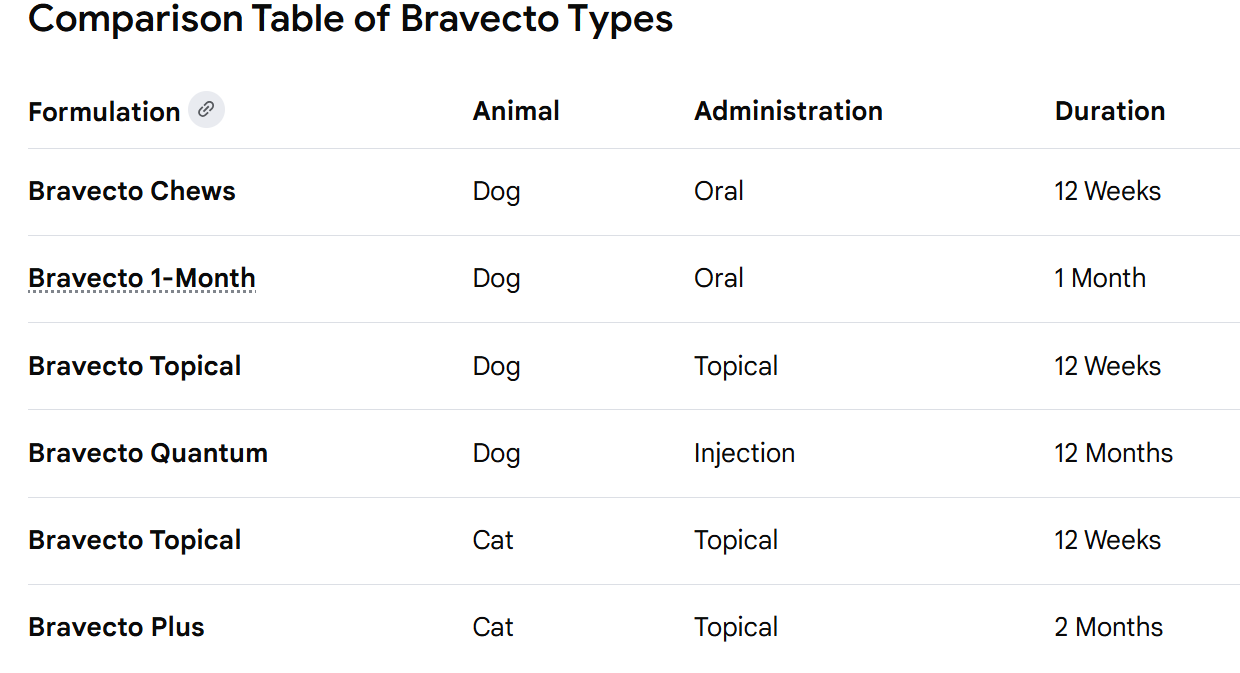 Comparison Table of Bravecto Types
Formulation Animal Administration Duration
Bravecto Chews Dog Oral 12 Weeks
Bravecto 1-Month Dog Oral 1 Month
Bravecto Topical Dog Topical 12 Weeks
Bravecto Quantum Dog Injection 12 Months
Bravecto Topical Cat Topical 12 Weeks
Bravecto Plus Cat Topical 2 Months